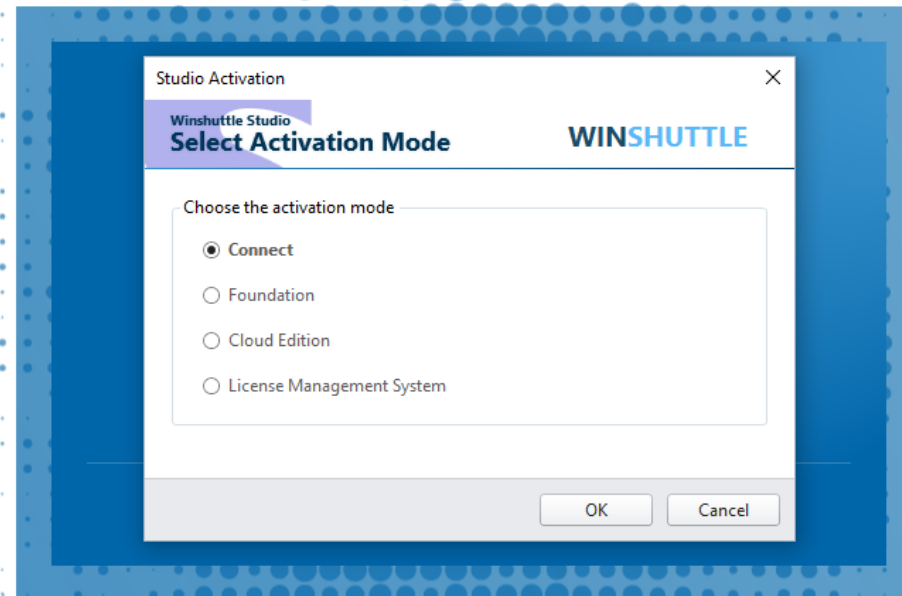 Studio Activation
Winshuttle Studio
Select Activation Mode
WINSHUTTLE
Choose the activation mode
Connect
Foundation
Cloud Edition
License Management System
OK
Cancel